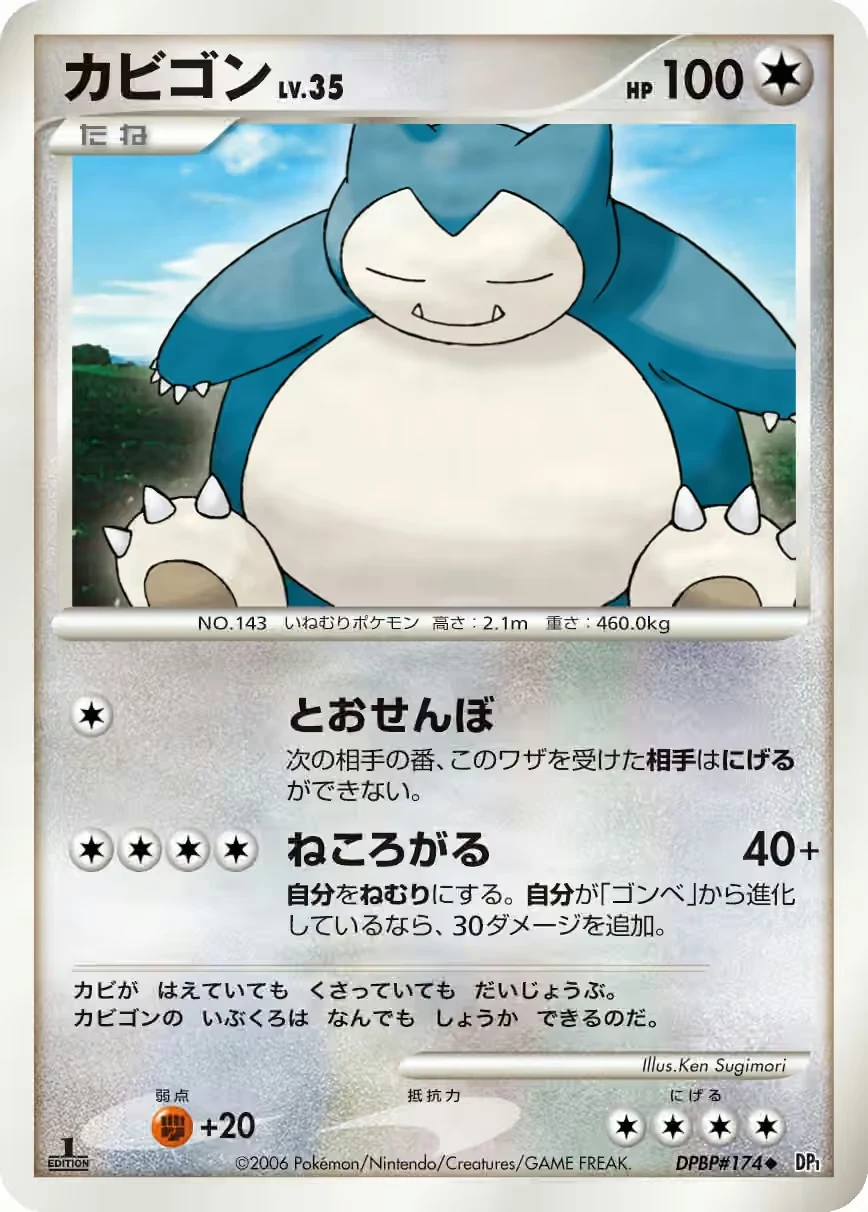 カビゴン LV.35 HP 100
たね
NO.143 いねむりポケモン 高さ：2.1m 重さ：460.0kg
とおせんぼ
次の相手の番、このワザを受けた相手はにげる
ができない。
ねころがる 40+
自分をねむりにする。自分が「ゴンベ」から進化
しているなら、30ダメージを追加。
カビが はえていても くさっていても だいじょうぶ。
カビゴンの いぶくろは なんでも しょうか できるのだ。
Illus.Ken Sugimori
弱点 抵抗力 にげる
+20
1 EDITION ©2006 Pokémon/Nintendo/Creatures/GAME FREAK. DPBP#174◆ DP1